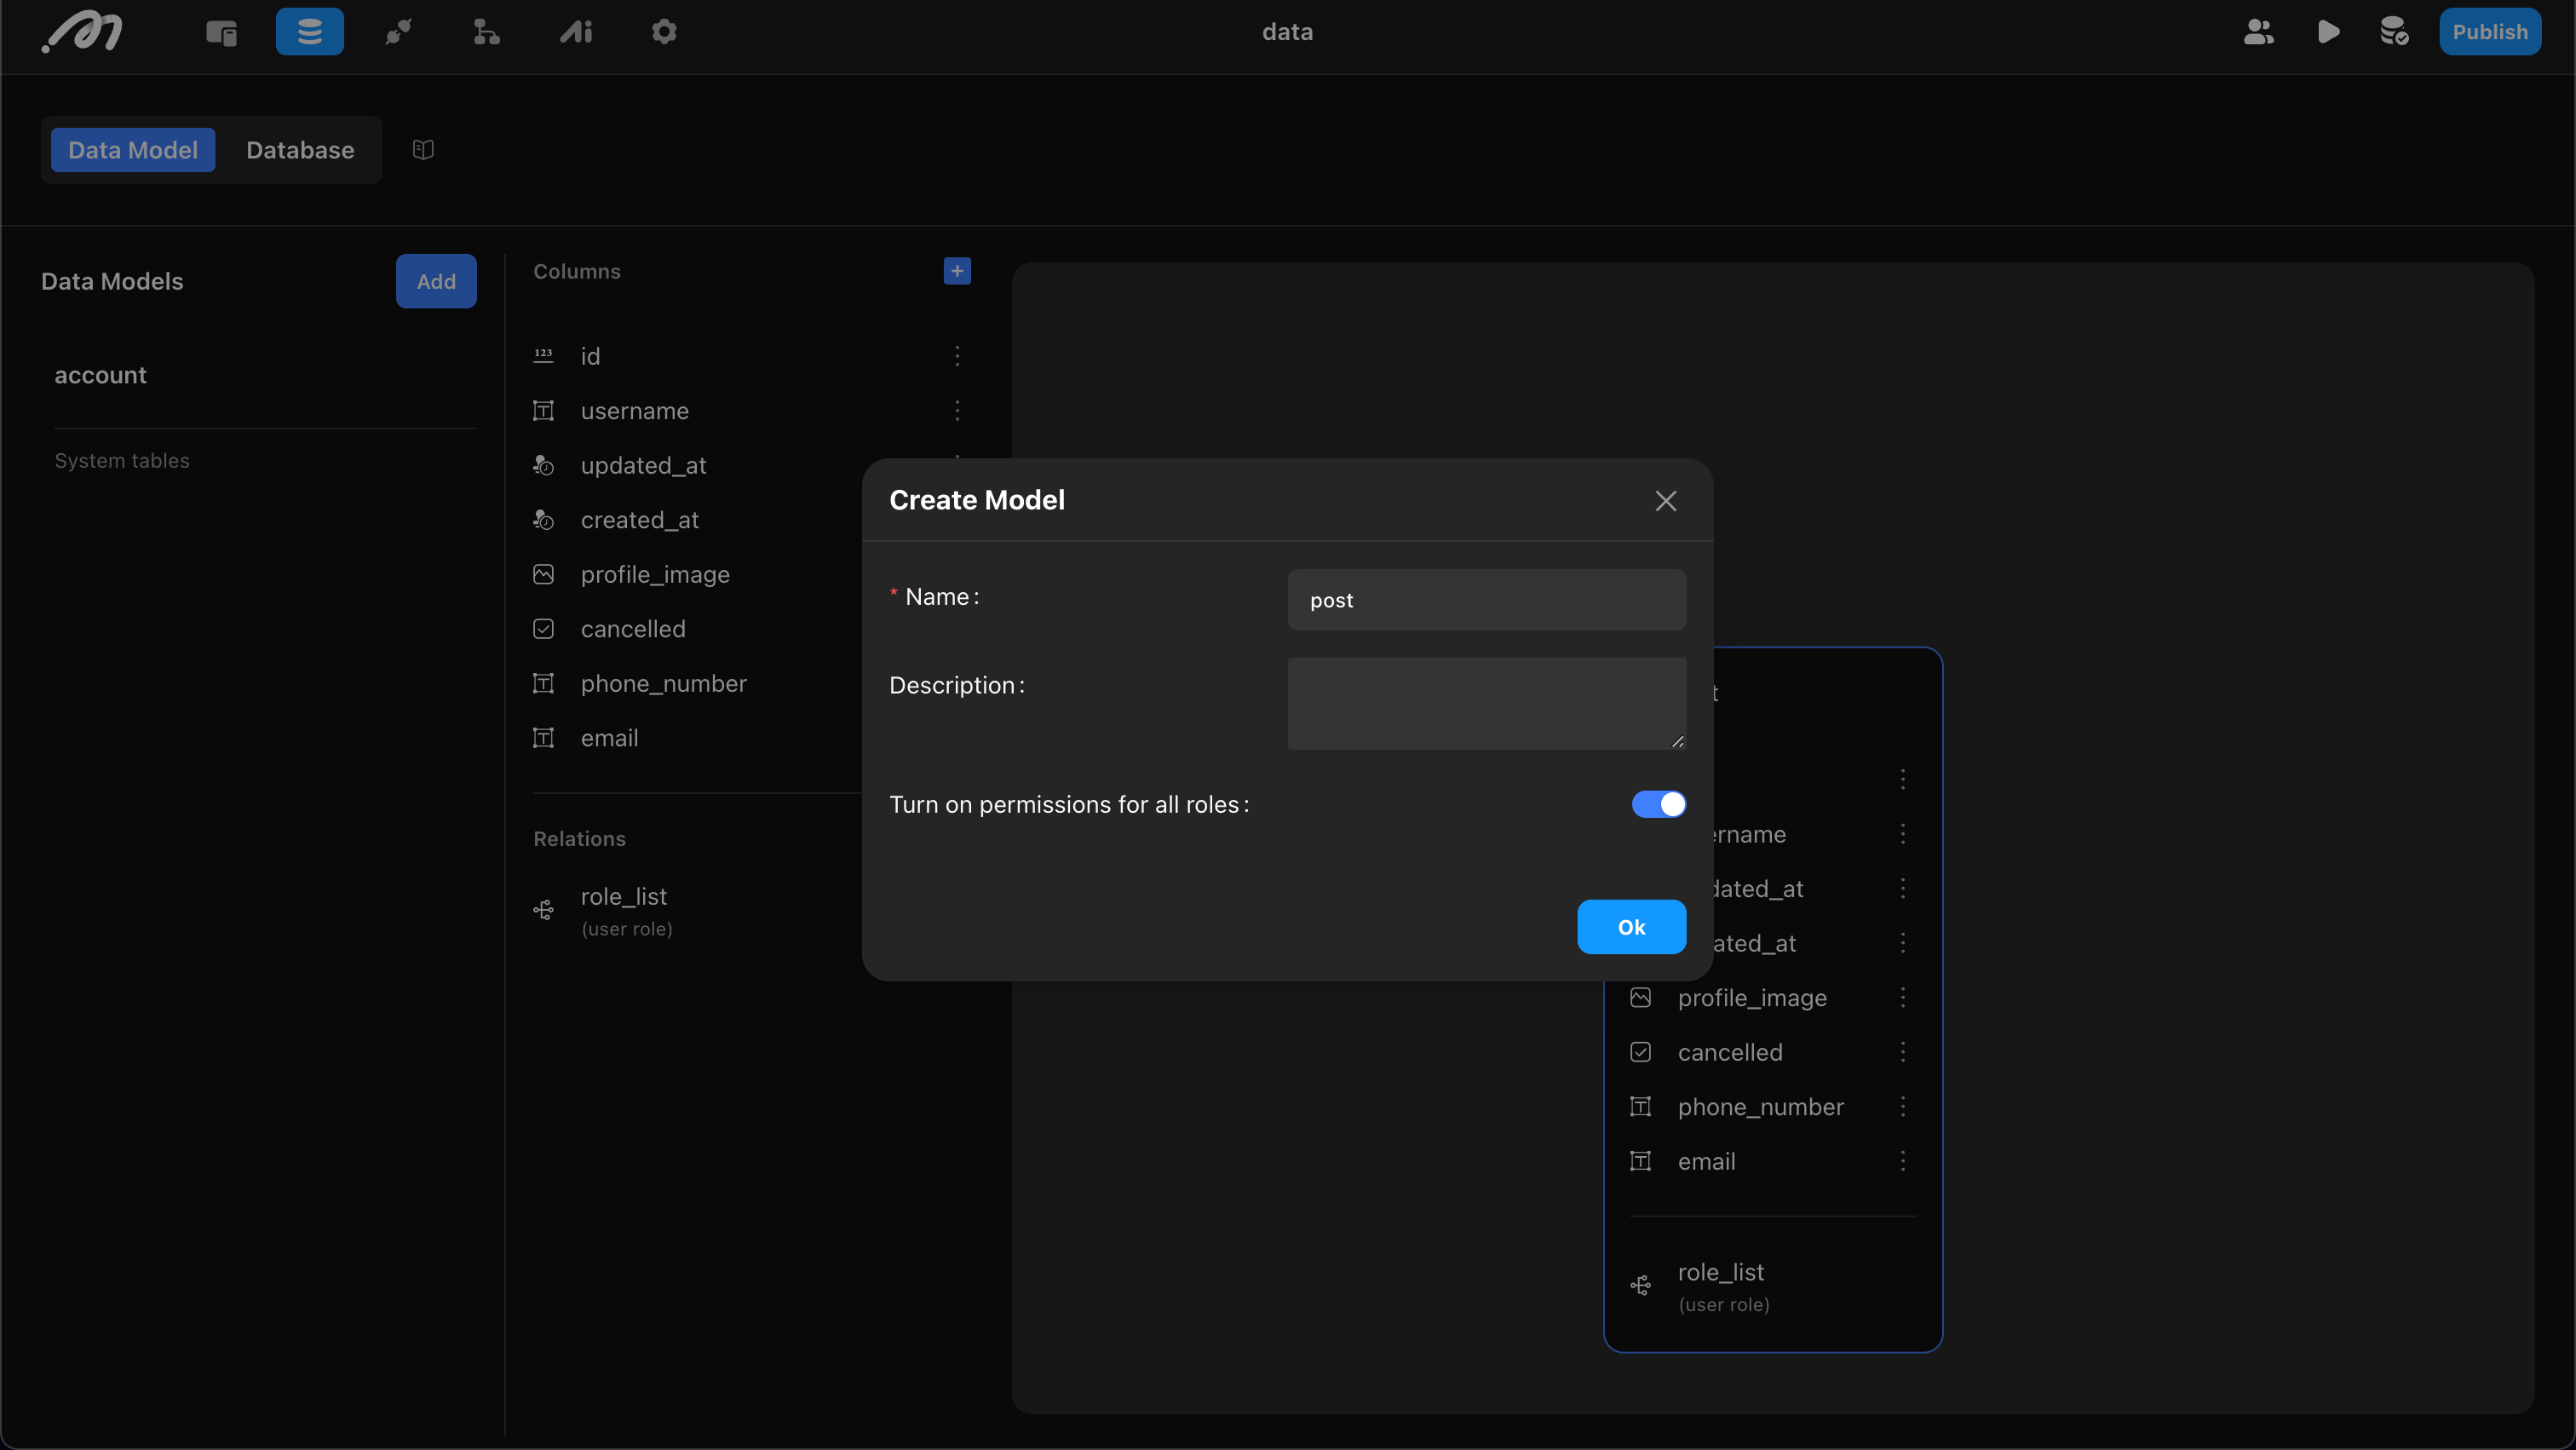 data
Publish
Data Model
Database
Data Models
Add
account
System tables
Columns
123
id
username
updated_at
created_at
profile_image
cancelled
phone_number
email
Relations
role_list
(user role)
Create Model
* Name:
post
Description:
Turn on permissions for all roles:
Ok
t
ername
dated_at
ated_at
profile_image
cancelled
phone_number
email
role_list
(user role)